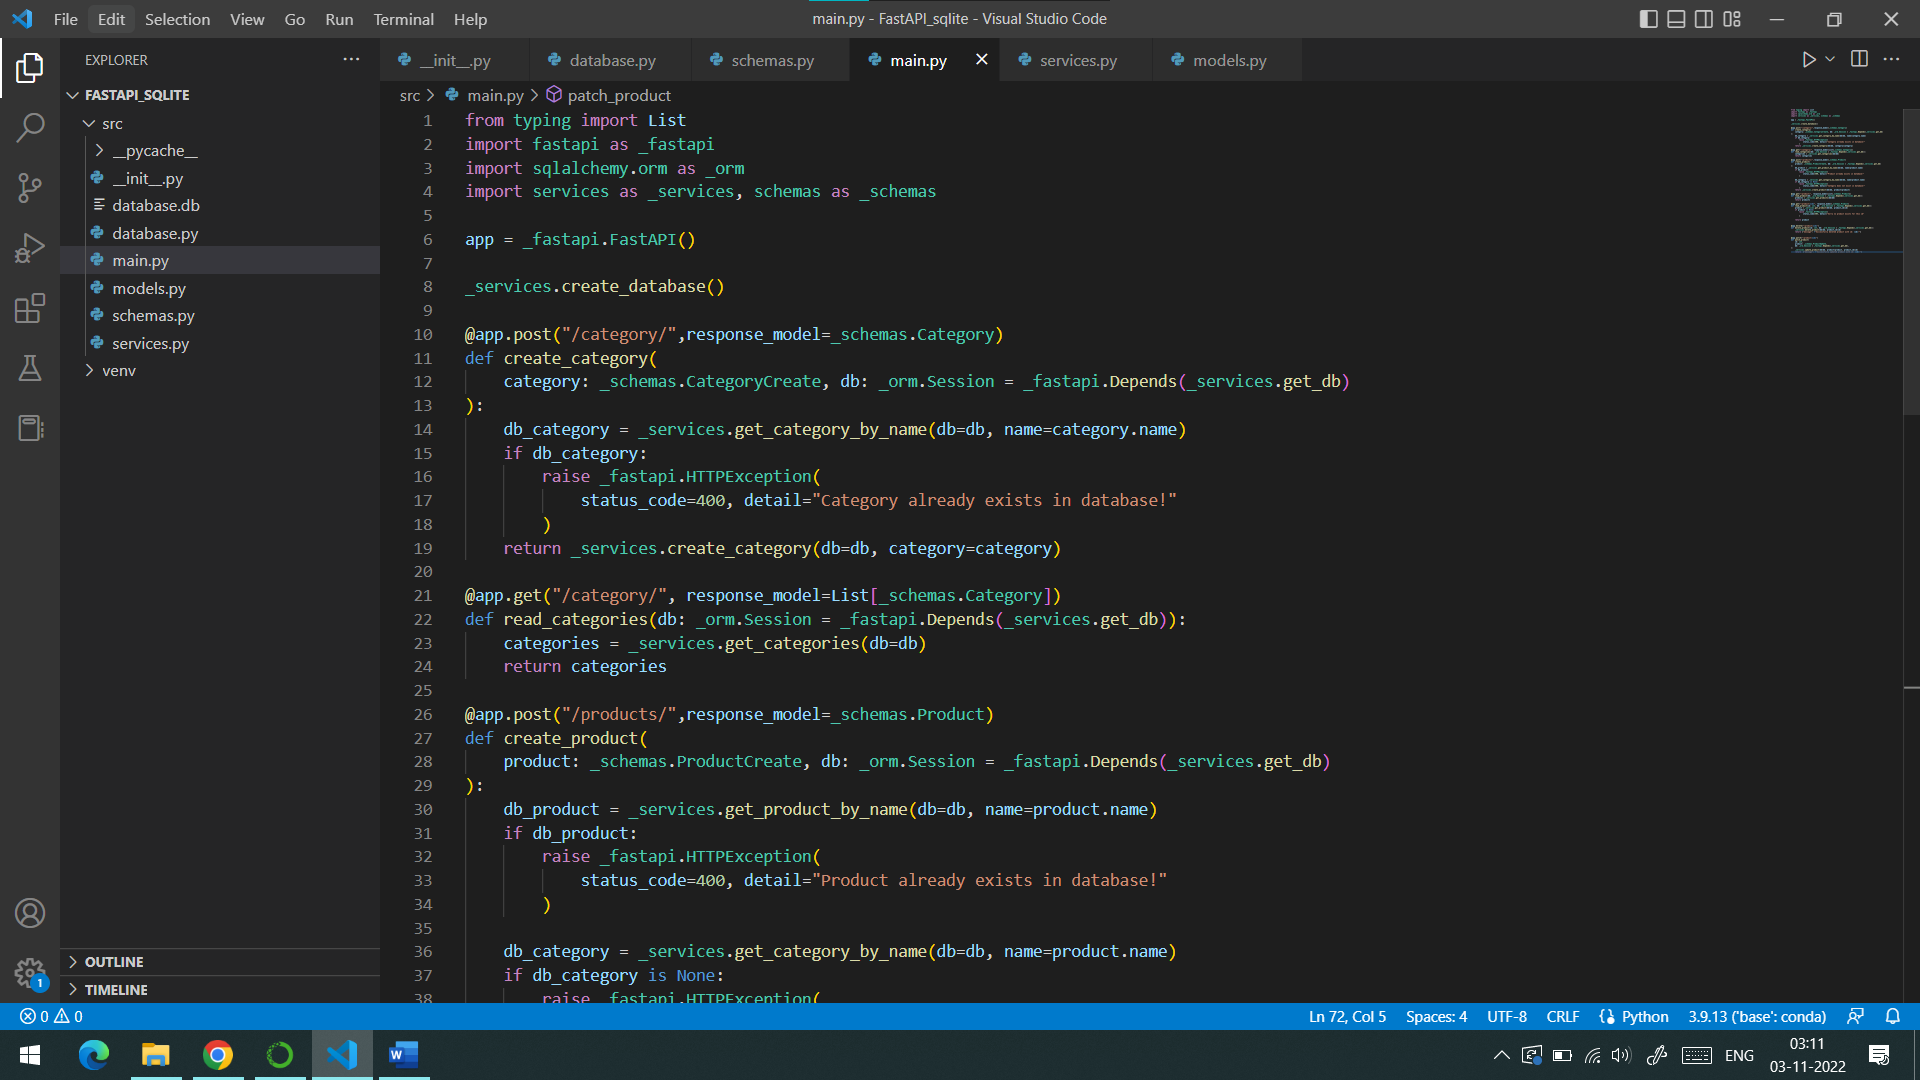 File Edit Selection View Go Run Terminal Help
main.py - FastAPI_sqlite - Visual Studio Code
EXPLORER
FASTAPI_SQLITE
src
__pycache__
__init__.py
database.db
database.py
main.py
models.py
schemas.py
services.py
venv
OUTLINE
TIMELINE
__init__.py database.py schemas.py main.py services.py models.py
src > main.py > patch_product
1 from typing import List
2 import fastapi as _fastapi
3 import sqlalchemy.orm as _orm
4 import services as _services, schemas as _schemas
5
6 app = _fastapi.FastAPI()
7
8 _services.create_database()
9
10 @app.post("/category/",response_model=_schemas.Category)
11 def create_category(
12 category: _schemas.CategoryCreate, db: _orm.Session = _fastapi.Depends(_services.get_db)
13 ):
14 db_category = _services.get_category_by_name(db=db, name=category.name)
15 if db_category:
16 raise _fastapi.HTTPException(
17 status_code=400, detail="Category already exists in database!"
18 )
19 return _services.create_category(db=db, category=category)
20
21 @app.get("/category/", response_model=List[_schemas.Category])
22 def read_categories(db: _orm.Session = _fastapi.Depends(_services.get_db)):
23 categories = _services.get_categories(db=db)
24 return categories
25
26 @app.post("/products/",response_model=_schemas.Product)
27 def create_product(
28 product: _schemas.ProductCreate, db: _orm.Session = _fastapi.Depends(_services.get_db)
29 ):
30 db_product = _services.get_product_by_name(db=db, name=product.name)
31 if db_product:
32 raise _fastapi.HTTPException(
33 status_code=400, detail="Product already exists in database!"
34 )
35
36 db_category = _services.get_category_by_name(db=db, name=product.name)
37 if db_category is None:
38 raise _fastapi.HTTPException(
1
0 0
Ln 72, Col 5 Spaces: 4 UTF-8 CRLF Python 3.9.13 ('base': conda)
ENG
03:11
03-11-2022